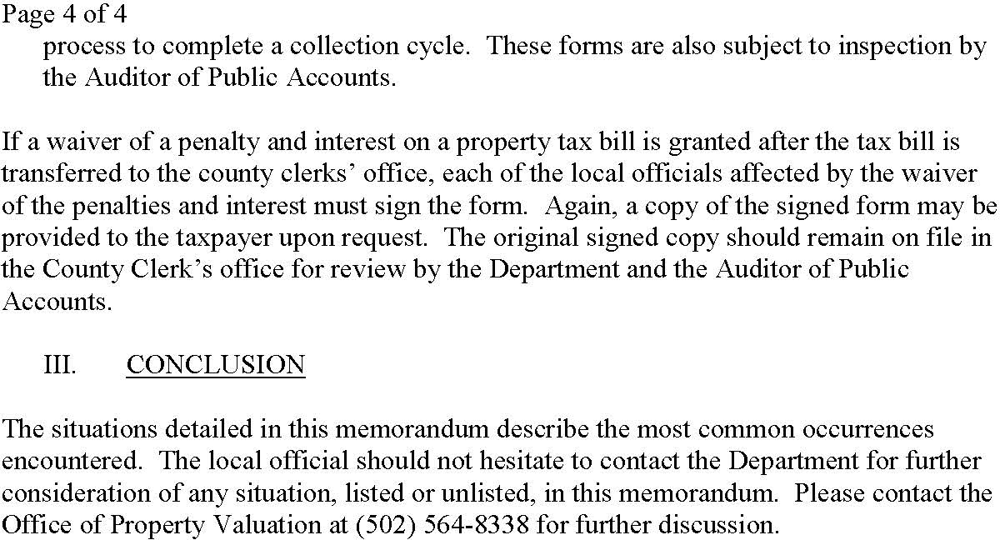 Page 4 of 4
process to complete a collection cycle.  These forms are also subject to inspection by
the Auditor of Public Accounts.
If a waiver of a penalty and interest on a property tax bill is granted after the tax bill is
transferred to the county clerks’ office, each of the local officials affected by the waiver
of the penalties and interest must sign the form.  Again, a copy of the signed form may be
provided to the taxpayer upon request.  The original signed copy should remain on file in
the County Clerk’s office for review by the Department and the Auditor of Public
Accounts.
III. CONCLUSION
The situations detailed in this memorandum describe the most common occurrences
encountered.  The local official should not hesitate to contact the Department for further
consideration of any situation, listed or unlisted, in this memorandum.  Please contact the
Office of Property Valuation at (502) 564-8338 for further discussion.